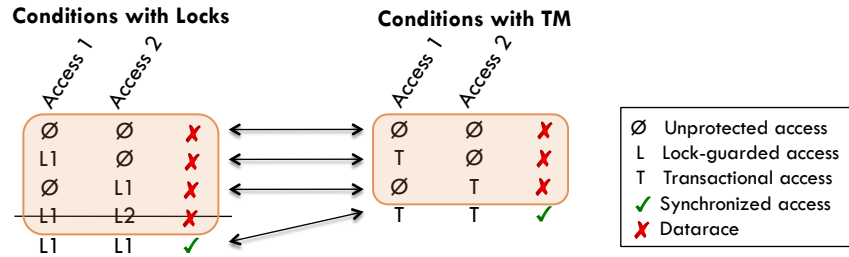 Conditions with Locks
Conditions with TM
Access 1
Access 2
Access 1
Access 2
∅ ∅ ✗
L1 ∅ ✗
∅ L1 ✗
L1 L2 ✗
L1 L1 ✓
∅ ∅ ✗
T ∅ ✗
∅ T ✗
T T ✓
∅ Unprotected access
L Lock-guarded access
T Transactional access
✓ Synchronized access
✗ Datarace